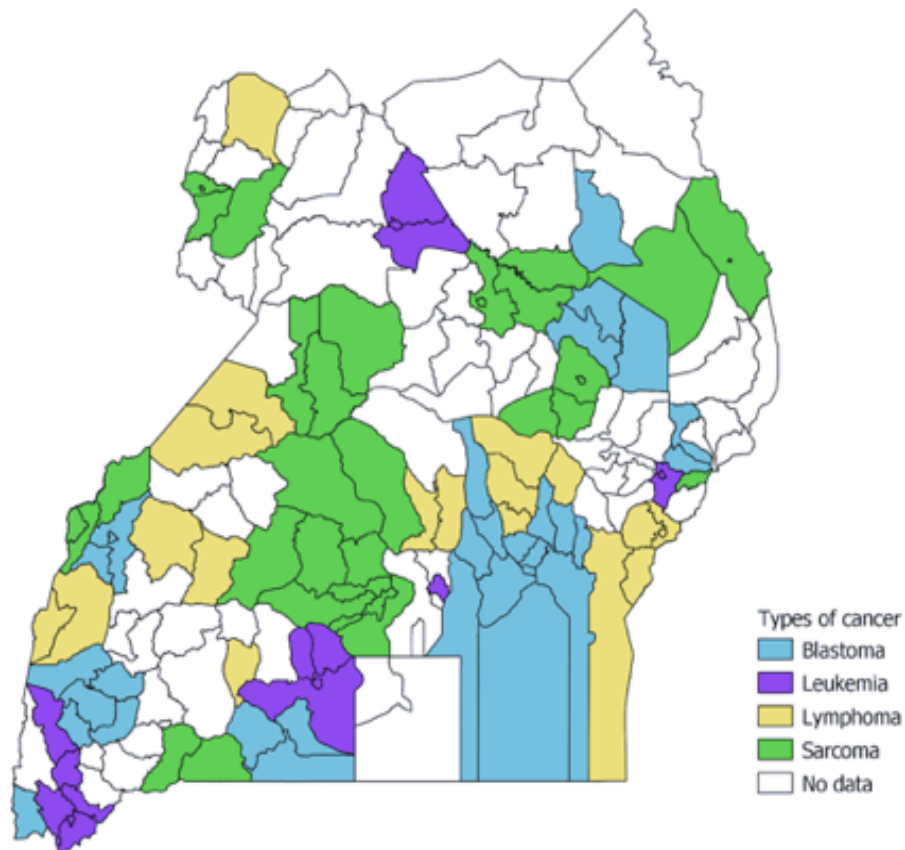 Types of cancer
Blastoma
Leukemia
Lymphoma
Sarcoma
No data